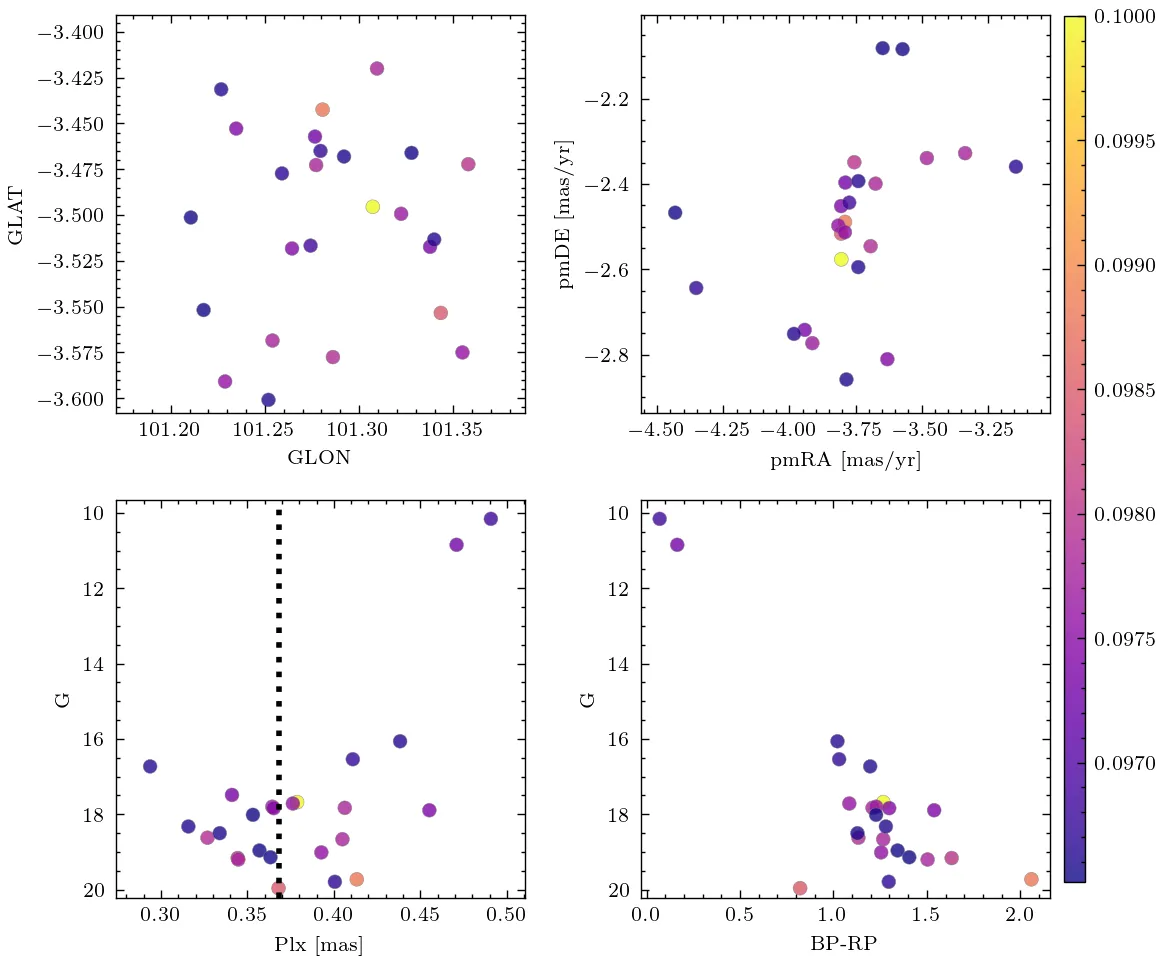 −3.400
−3.425
−3.450
−3.475
−3.500
−3.525
−3.550
−3.575
−3.600
GLAT
101.20 101.25 101.30 101.35
GLON
−2.2
−2.4
−2.6
−2.8
pmDE [mas/yr]
−4.50 −4.25 −4.00 −3.75 −3.50 −3.25
pmRA [mas/yr]
0.1000
0.0995
0.0990
0.0985
0.0980
0.0975
0.0970
10
12
14
16
18
20
G
0.30 0.35 0.40 0.45 0.50
Plx [mas]
10
12
14
16
18
20
G
0.0 0.5 1.0 1.5 2.0
BP-RP